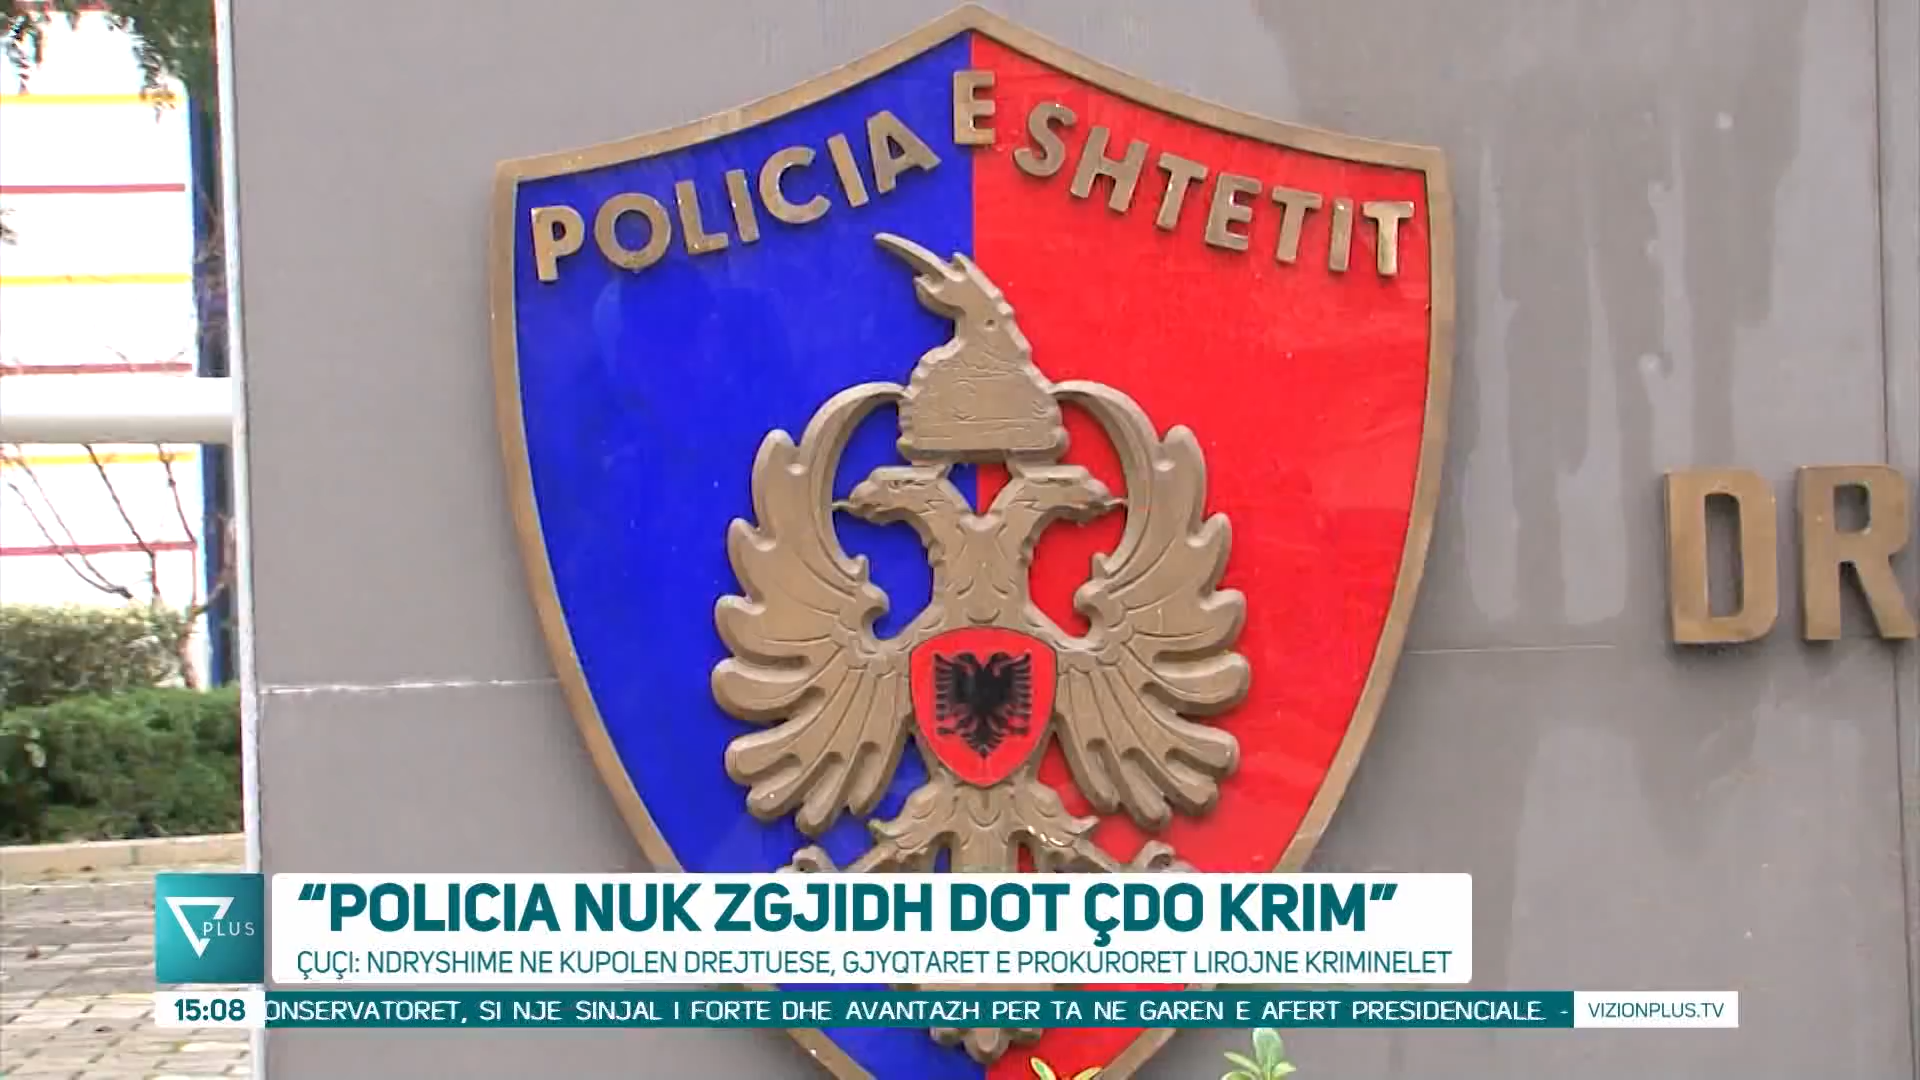 POLICIA E SHTETIT
DR
“POLICIA NUK ZGJIDH DOT ÇDO KRIM”
PLUS
ÇUÇI: NDRYSHIME NE KUPOLEN DREJTUESE, GJYQTARET E PROKURORET LIROJNE KRIMINELET
15:08 ONSERVATORET, SI NJE SINJAL I FORTE DHE AVANTAZH PER TA NE GAREN E AFERT PRESIDENCIALE. - VIZIONPLUS.TV